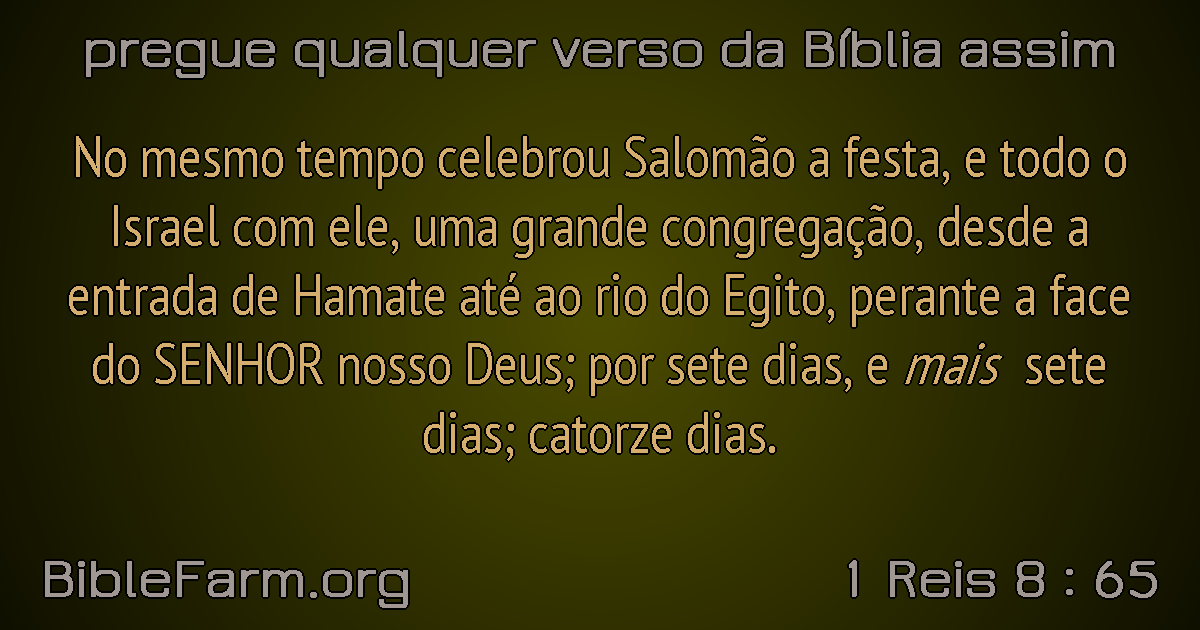 pregue qualquer verso da Bíblia assim
No mesmo tempo celebrou Salomão a festa, e todo o
Israel com ele, uma grande congregação, desde a
entrada de Hamate até ao rio do Egito, perante a face
do SENHOR nosso Deus; por sete dias, e mais sete
dias; catorze dias.
BibleFarm.org
1 Reis 8 : 65